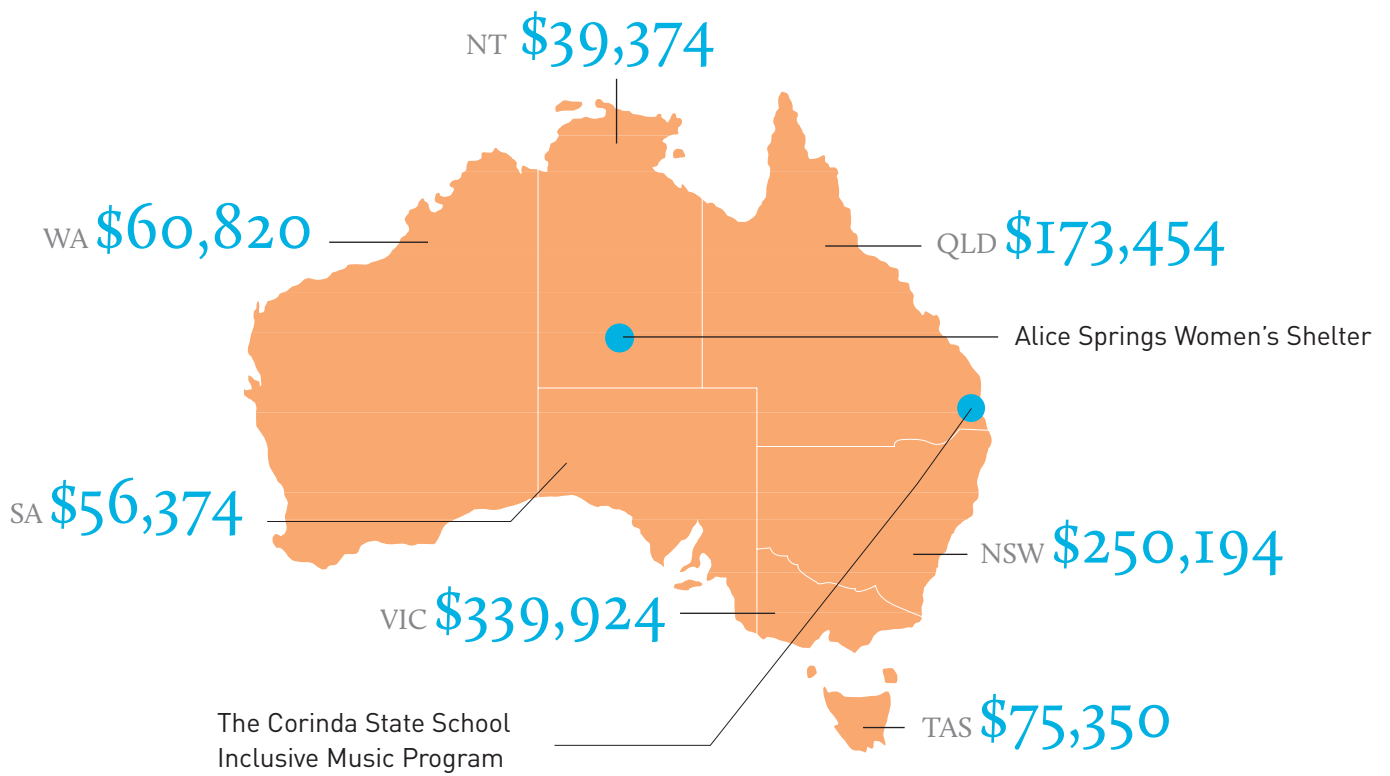 NT $39,374
WA $60,820
QLD $173,454
Alice Springs Women’s Shelter
SA $56,374
NSW $250,194
VIC $339,924
TAS $75,350
The Corinda State School
Inclusive Music Program